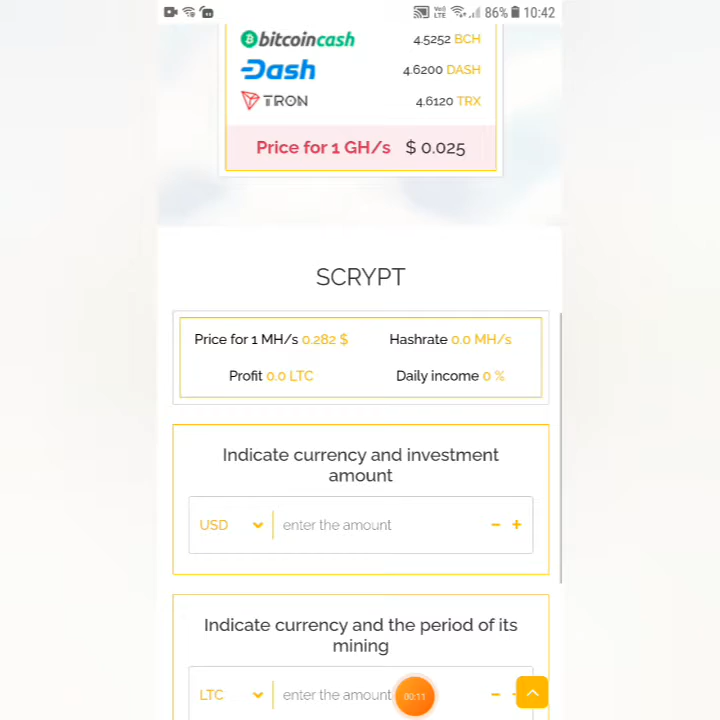 Vo)) LTE 86% 10:42
bitcoincash 4.5252 BCH
Dash 4.6200 DASH
TRON 4.6120 TRX
Price for 1 GH/s $ 0.025
SCRYPT
Price for 1 MH/s 0.282 $ Hashrate 0.0 MH/s
Profit 0.0 LTC Daily income 0 %
Indicate currency and investment
amount
USD enter the amount - +
Indicate currency and the period of its
mining
LTC enter the amount 00:11 -